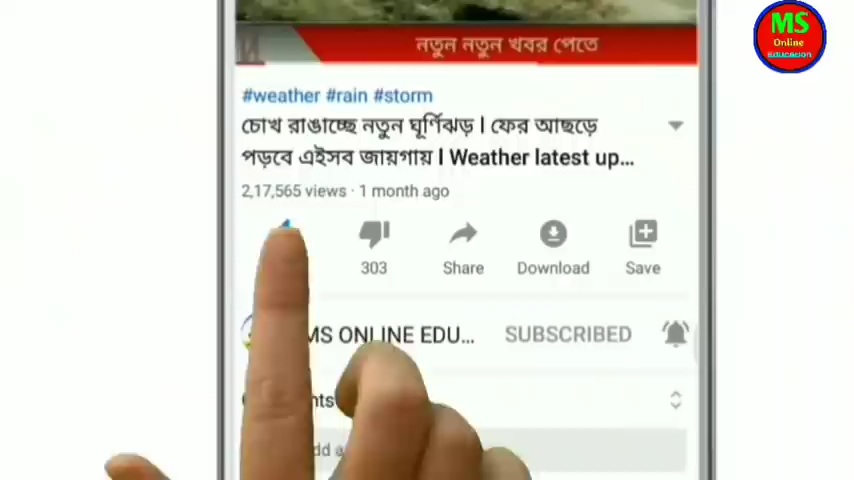 MS
Online
Education
নতুন নতুন খবর পেতে
#weather #rain #storm
চোখ রাঙাচ্ছে নতুন ঘূর্ণিঝড় l ফের আছড়ে
পড়বে এইসব জায়গায় l Weather latest up...
2,17,565 views · 1 month ago
303
Share
Download
Save
MS ONLINE EDU...
SUBSCRIBED